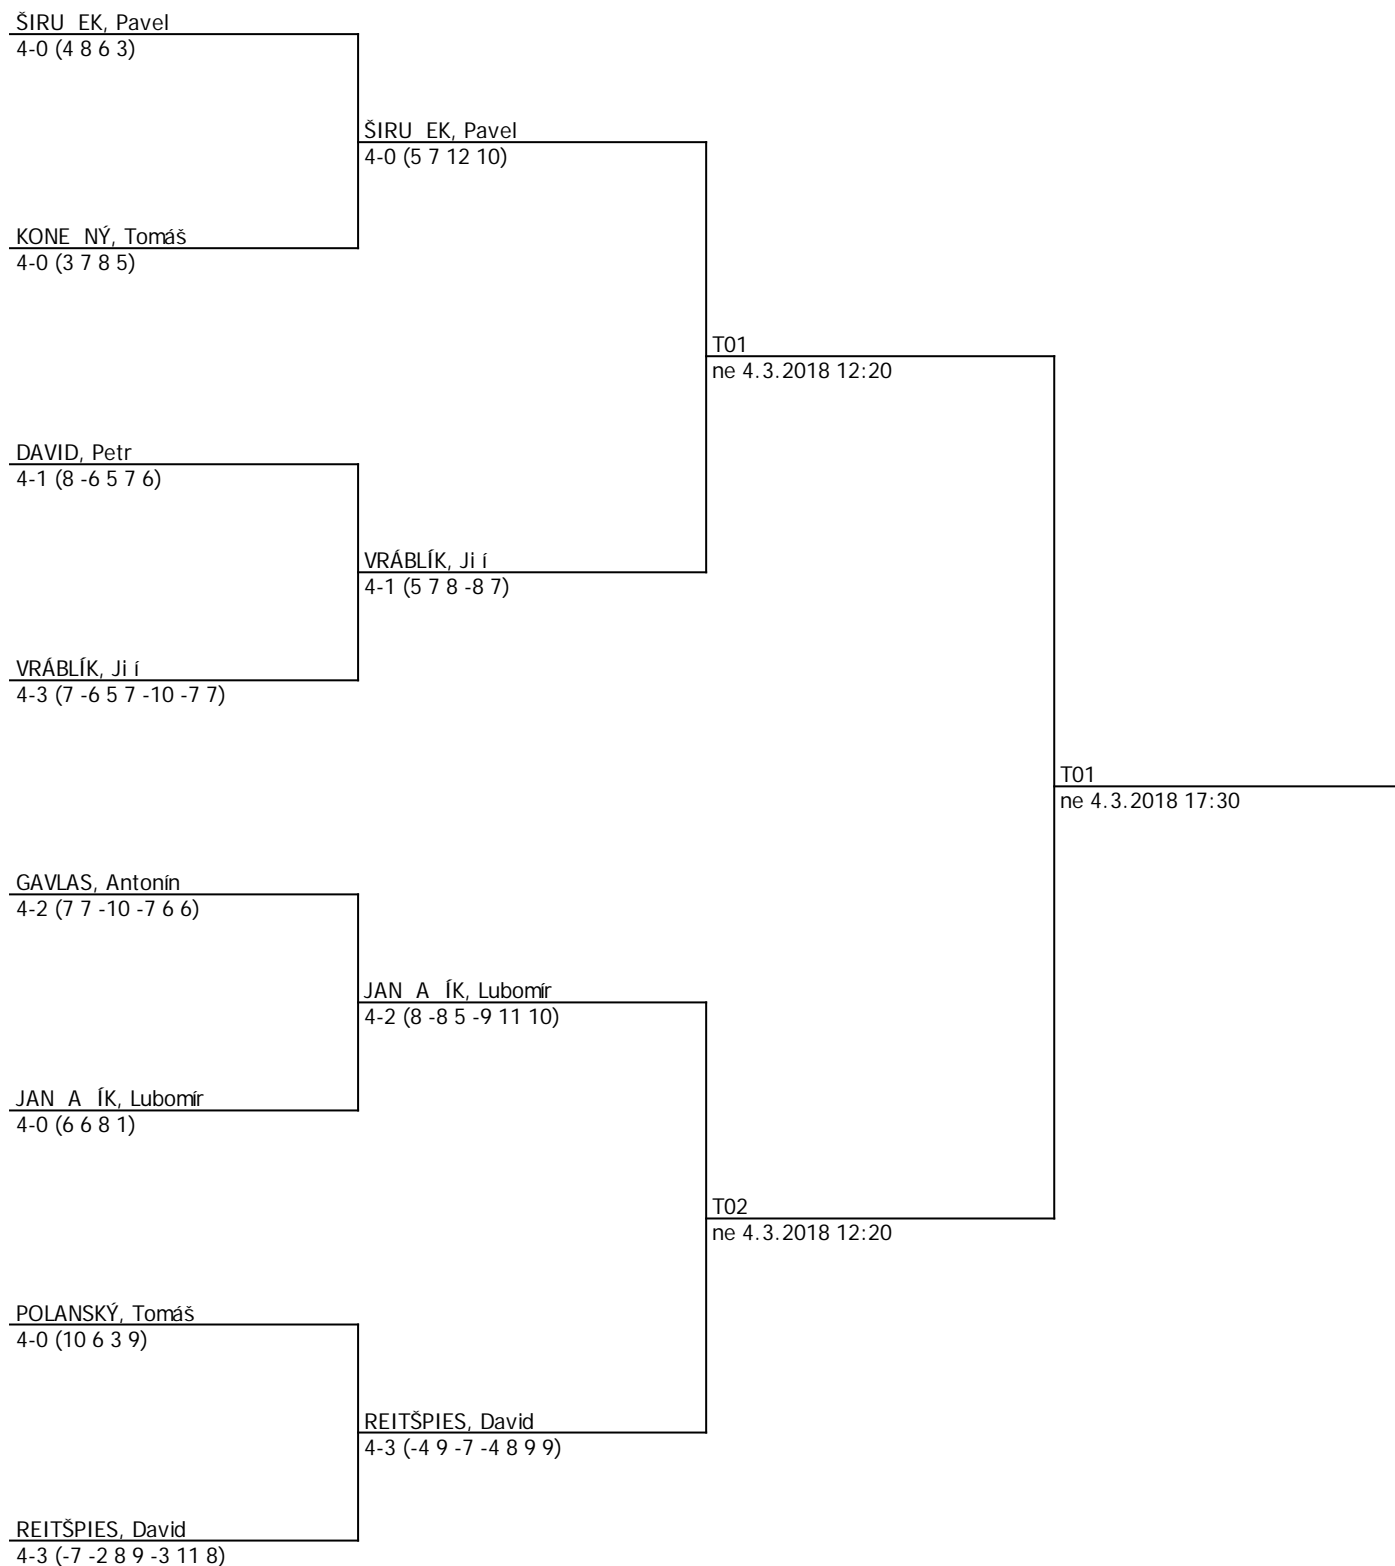 ŠIRU EK, Pavel
4-0 (4 8 6 3)
ŠIRU EK, Pavel
4-0 (5 7 12 10)
KONE NÝ, Tomáš
4-0 (3 7 8 5)
T01
ne 4.3.2018 12:20
DAVID, Petr
4-1 (8 -6 5 7 6)
VRÁBLÍK, Ji í
4-1 (5 7 8 -8 7)
VRÁBLÍK, Ji í
4-3 (7 -6 5 7 -10 -7 7)
T01
ne 4.3.2018 17:30
GAVLAS, Antonín
4-2 (7 7 -10 -7 6 6)
JAN A ÍK, Lubomír
4-2 (8 -8 5 -9 11 10)
JAN A ÍK, Lubomír
4-0 (6 6 8 1)
T02
ne 4.3.2018 12:20
POLANSKÝ, Tomáš
4-0 (10 6 3 9)
REITŠPIES, David
4-3 (-4 9 -7 -4 8 9 9)
REITŠPIES, David
4-3 (-7 -2 8 9 -3 11 8)